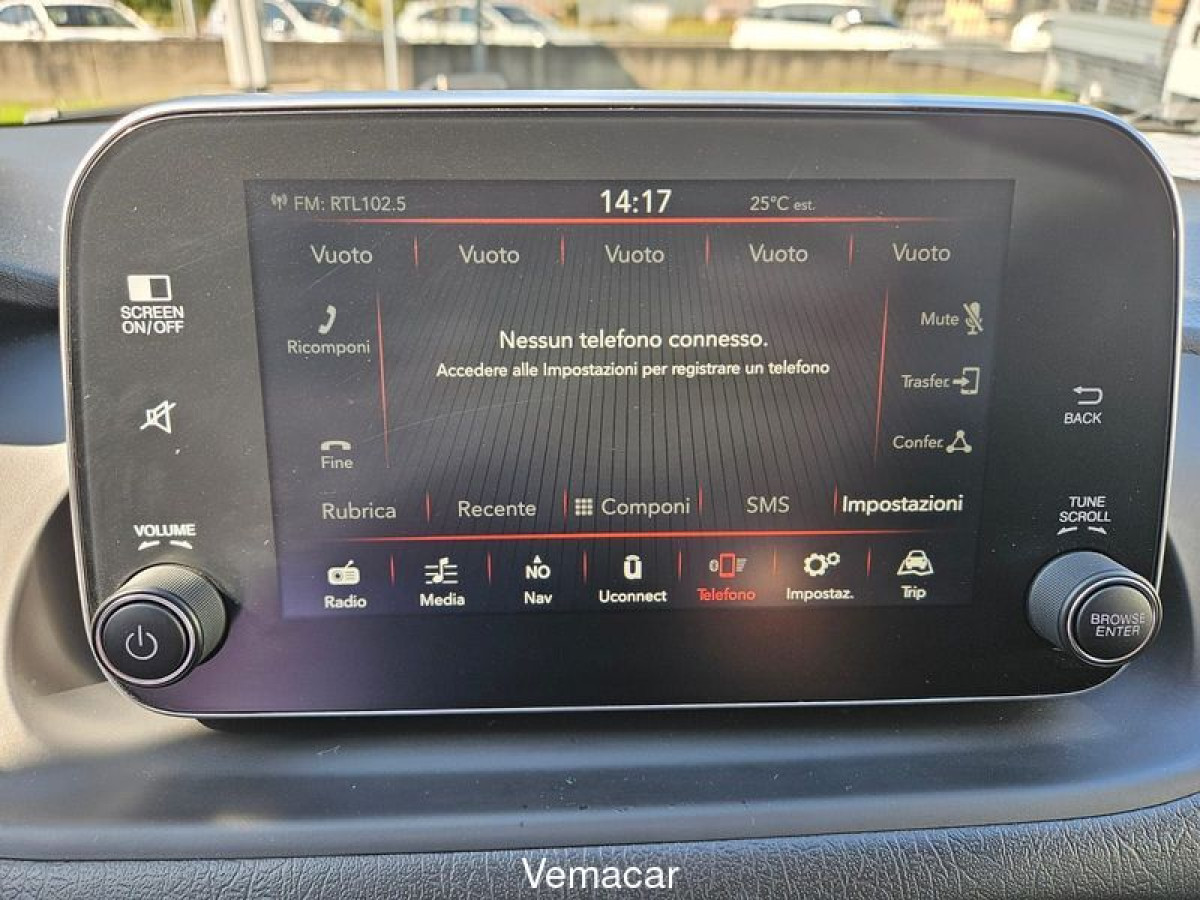 FM: RTL102.5 14:17 25°C est.
Vuoto Vuoto Vuoto Vuoto Vuoto
SCREEN
ON/OFF
Ricomponi
Nessun telefono connesso.
Accedere alle Impostazioni per registrare un telefono
Mute
Trasfer.
BACK
Confer.
Fine
Rubrica Recente Componi SMS Impostazioni
VOLUME
TUNE
SCROLL
NO
Radio Media Nav Uconnect Telefono Impostaz. Trip
BROWSE
ENTER
Vemacar